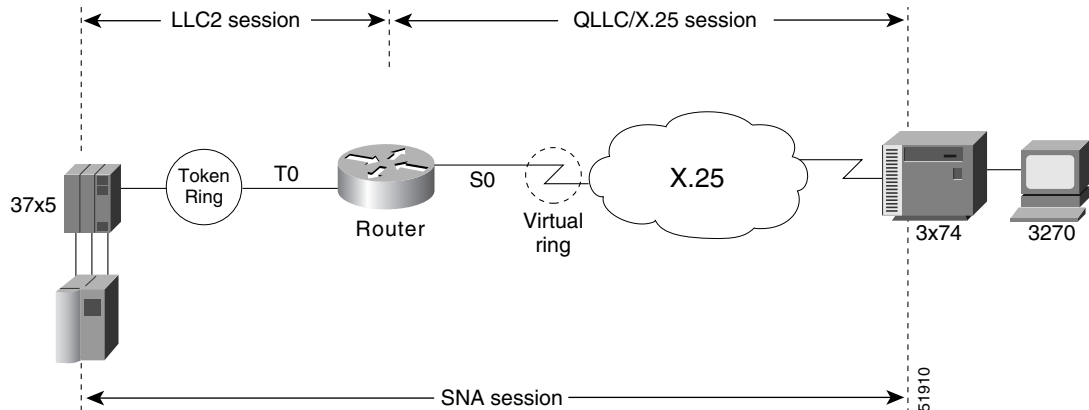 LLC2 session
QLLC/X.25 session
Token
Ring
T0
37x5
Router
S0
Virtual
ring
X.25
3x74
3270
SNA session
51910